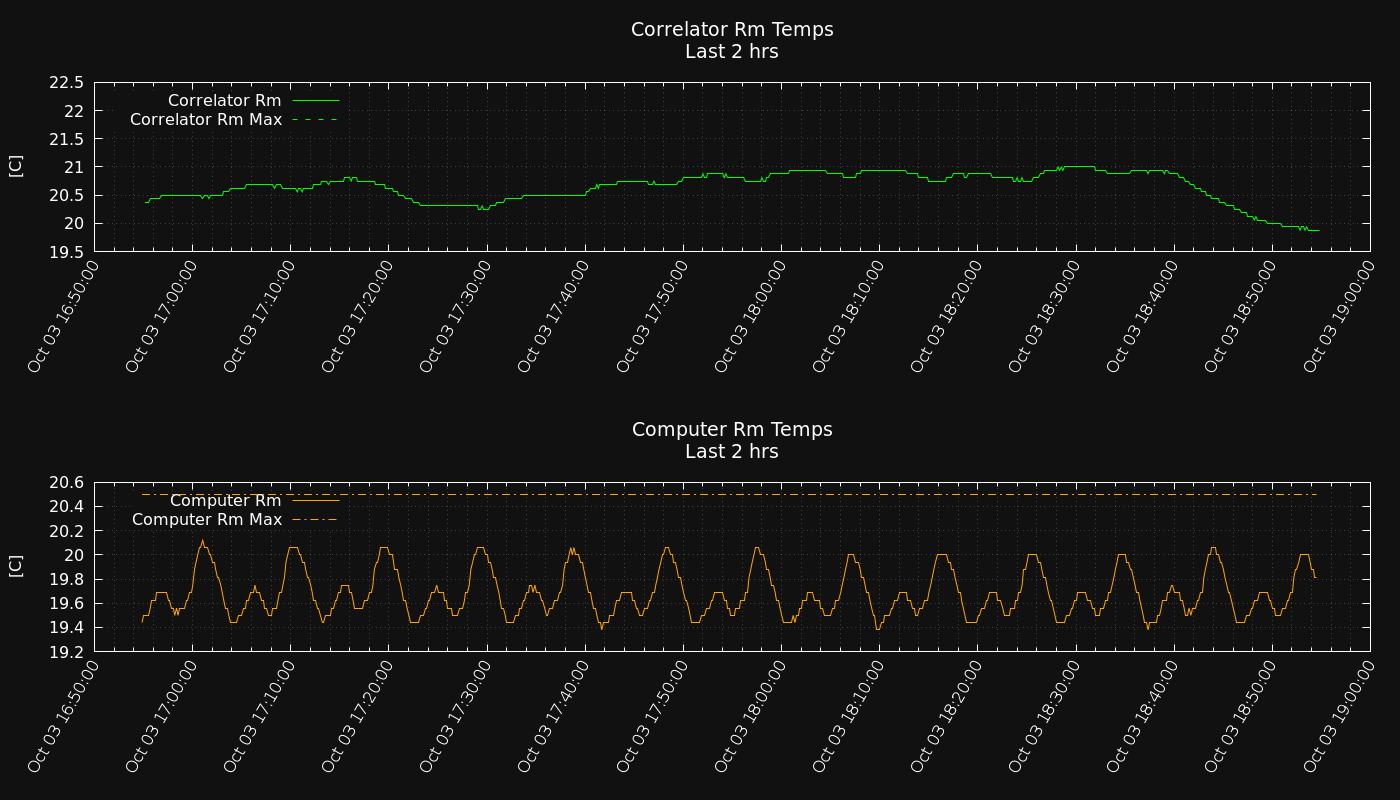 Correlator Rm Temps
Last 2 hrs
22.5
22
21.5
21
20.5
20
19.5
[C]
Correlator Rm
Correlator Rm Max
Oct 03 16:50:00
Oct 03 17:00:00
Oct 03 17:10:00
Oct 03 17:20:00
Oct 03 17:30:00
Oct 03 17:40:00
Oct 03 17:50:00
Oct 03 18:00:00
Oct 03 18:10:00
Oct 03 18:20:00
Oct 03 18:30:00
Oct 03 18:40:00
Oct 03 18:50:00
Oct 03 19:00:00
Computer Rm Temps
Last 2 hrs
20.6
20.4
20.2
20
19.8
19.6
19.4
19.2
[C]
Computer Rm
Computer Rm Max
Oct 03 16:50:00
Oct 03 17:00:00
Oct 03 17:10:00
Oct 03 17:20:00
Oct 03 17:30:00
Oct 03 17:40:00
Oct 03 17:50:00
Oct 03 18:00:00
Oct 03 18:10:00
Oct 03 18:20:00
Oct 03 18:30:00
Oct 03 18:40:00
Oct 03 18:50:00
Oct 03 19:00:00